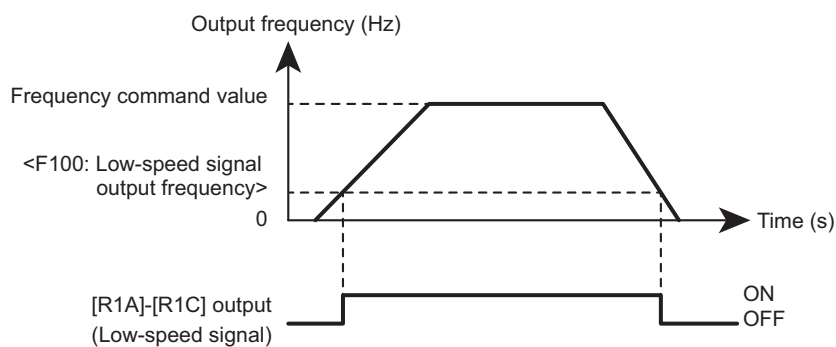 Output frequency (Hz)
Frequency command value
<F100: Low-speed signal
output frequency>
0
Time (s)
[R1A]-[R1C] output
(Low-speed signal)
ON
OFF